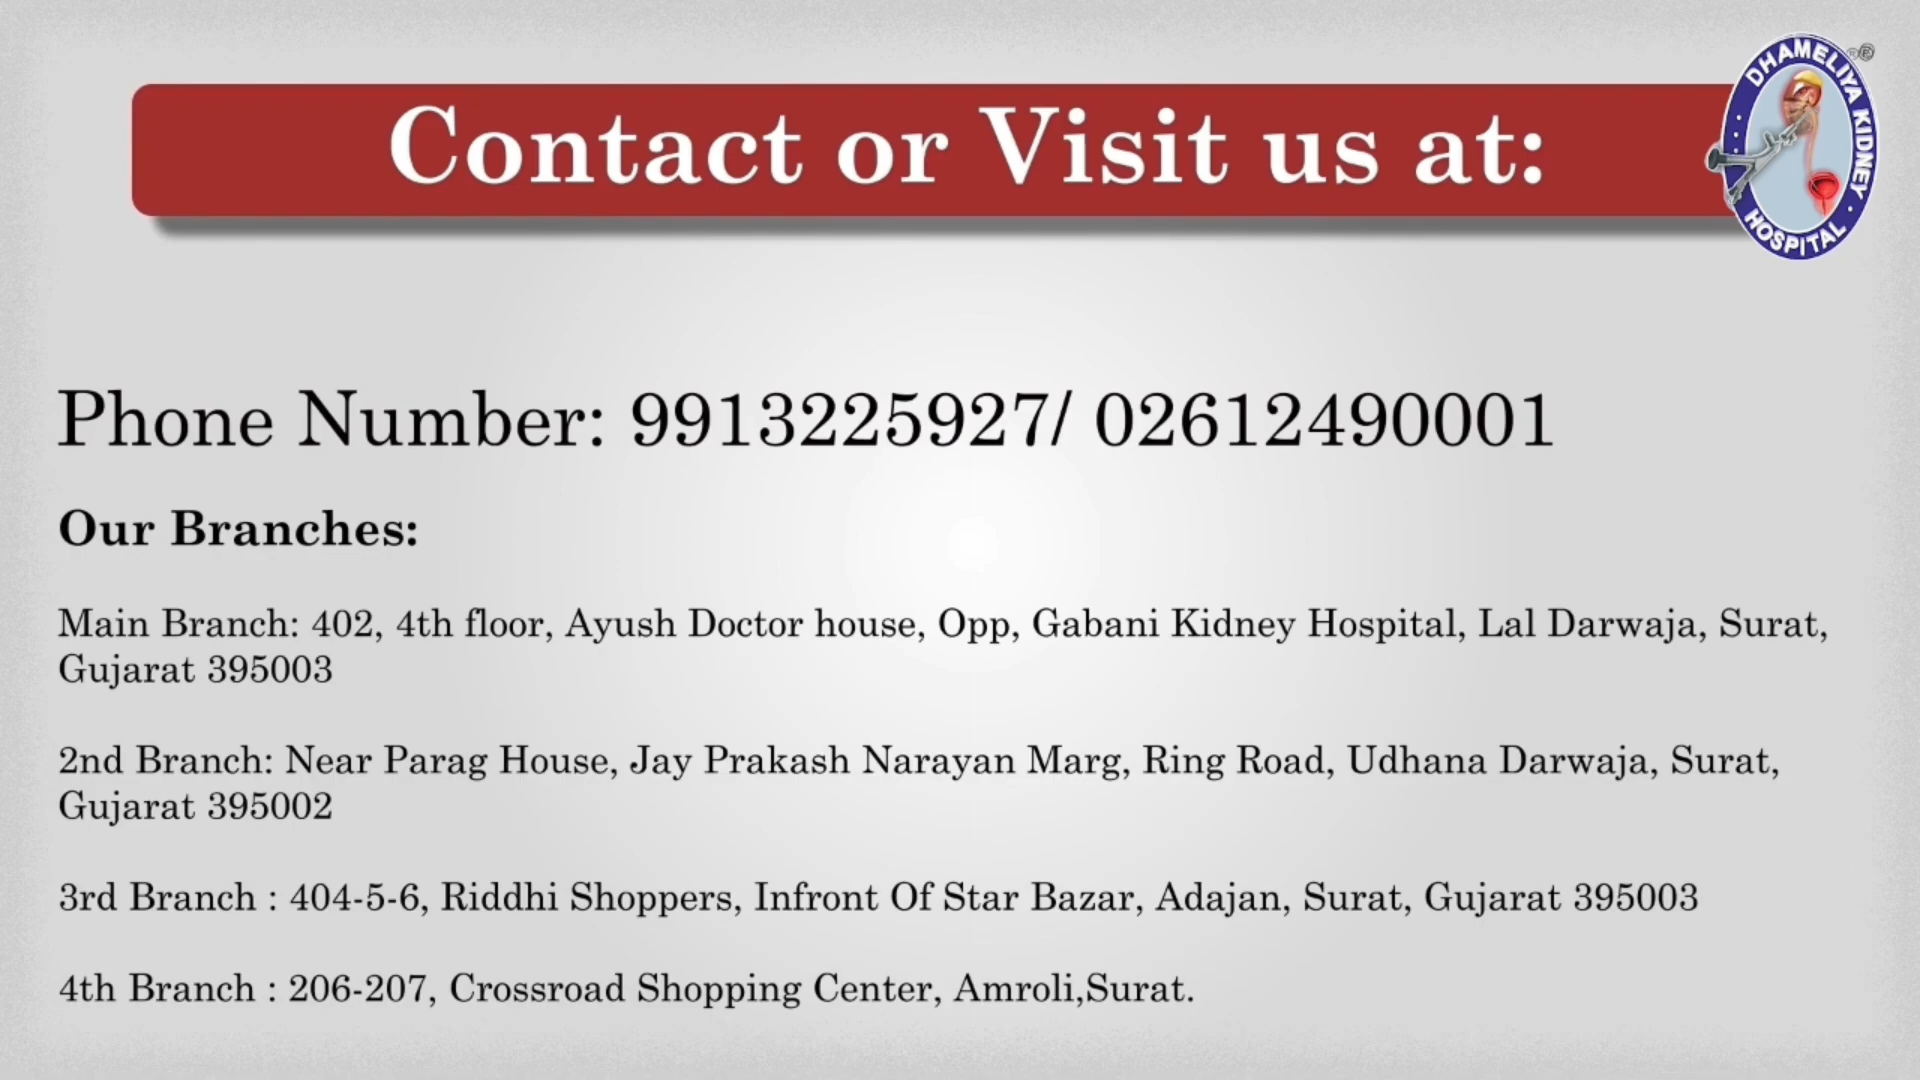 Contact or Visit us at:
DHAMELIYA KIDNEY
HOSPITAL
®
Phone Number: 9913225927/ 02612490001
Our Branches:
Main Branch: 402, 4th floor, Ayush Doctor house, Opp, Gabani Kidney Hospital, Lal Darwaja, Surat,
Gujarat 395003
2nd Branch: Near Parag House, Jay Prakash Narayan Marg, Ring Road, Udhana Darwaja, Surat,
Gujarat 395002
3rd Branch : 404-5-6, Riddhi Shoppers, Infront Of Star Bazar, Adajan, Surat, Gujarat 395003
4th Branch : 206-207, Crossroad Shopping Center, Amroli,Surat.